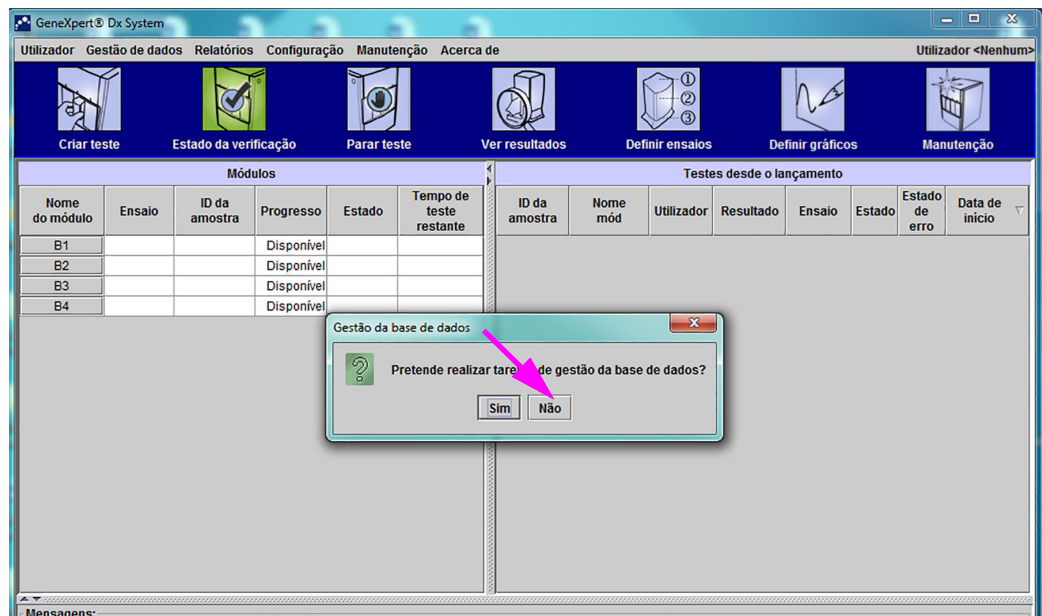 GeneXpert® Dx System
Utilizador Gestão de dados Relatórios Configuração Manutenção Acerca de Utilizador <Nenhum>
Criar teste Estado da verificação Parar teste Ver resultados Definir ensaios Definir gráficos Manutenção
Módulos
Nome do módulo Ensaio ID da amostra Progresso Estado Tempo de teste restante
B1 Disponível
B2 Disponível
B3 Disponível
B4 Disponível
Testes desde o lançamento
ID da amostra Nome mód Utilizador Resultado Ensaio Estado Estado de erro Data de início
Gestão da base de dados
Pretende realizar de gestão da base de dados?
Sim Não
Mensagens: